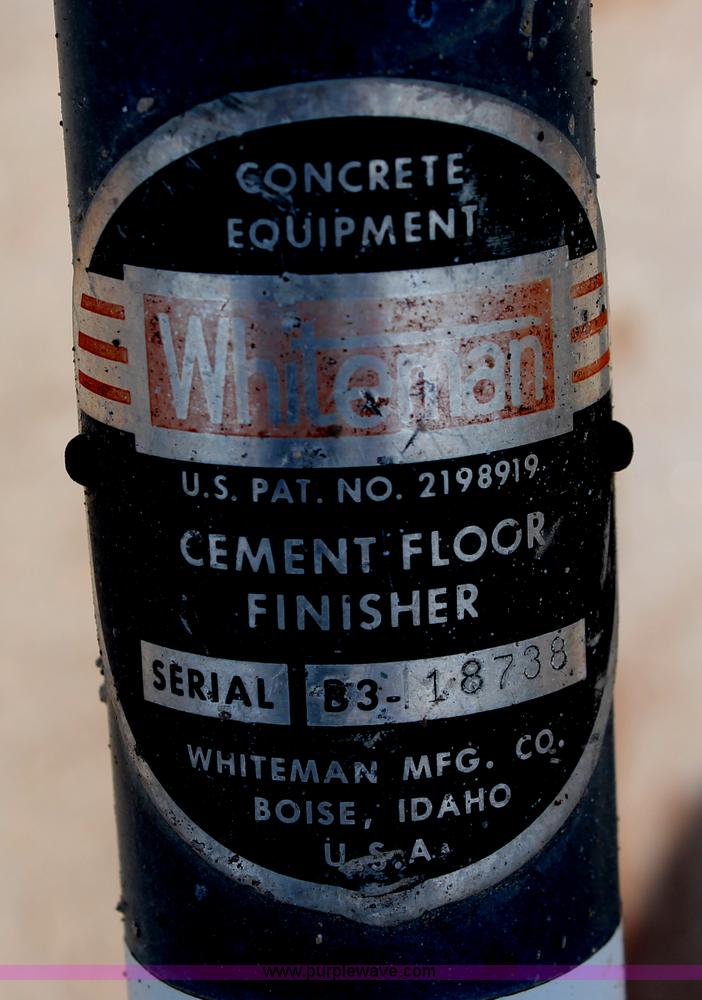 CONCRETE
EQUIPMENT
Whiteman
U.S. PAT. NO. 2198919
CEMENT FLOOR
FINISHER
SERIAL B3-18738
WHITEMAN MFG. CO.
BOISE, IDAHO
U.S.A.
www.purplewave.com